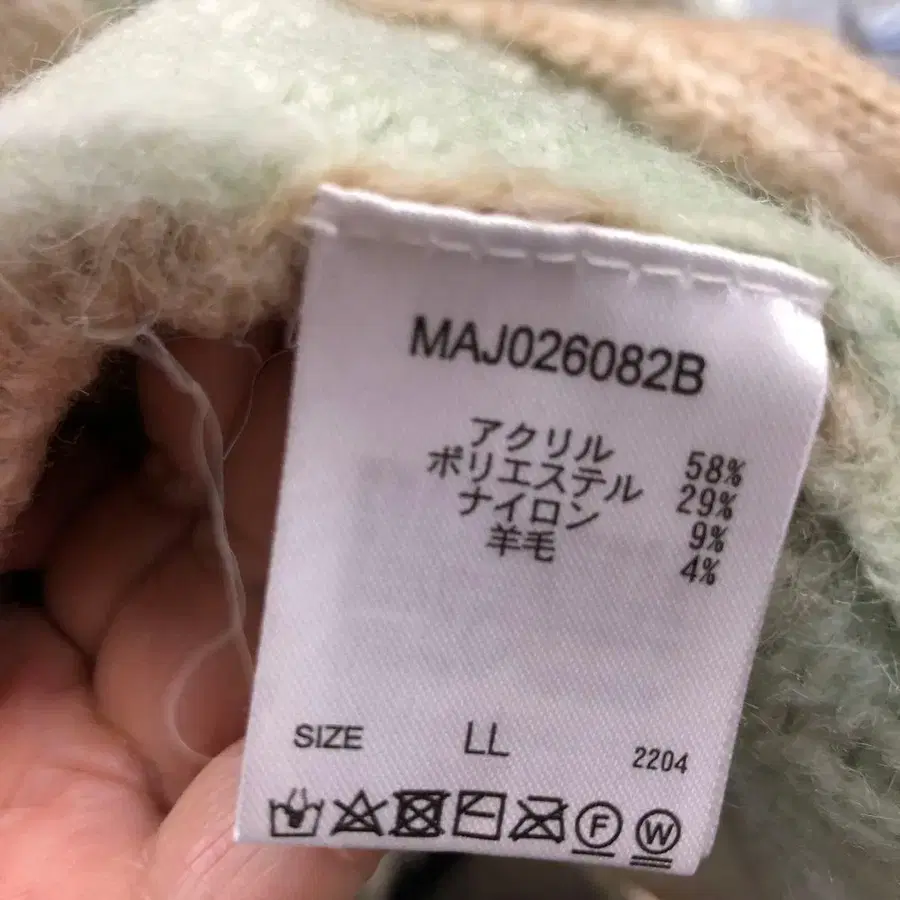 MAJ026082B
アクリル 58%
ポリエステル 29%
ナイロン 9%
羊毛 4%
SIZE LL 2204
F W